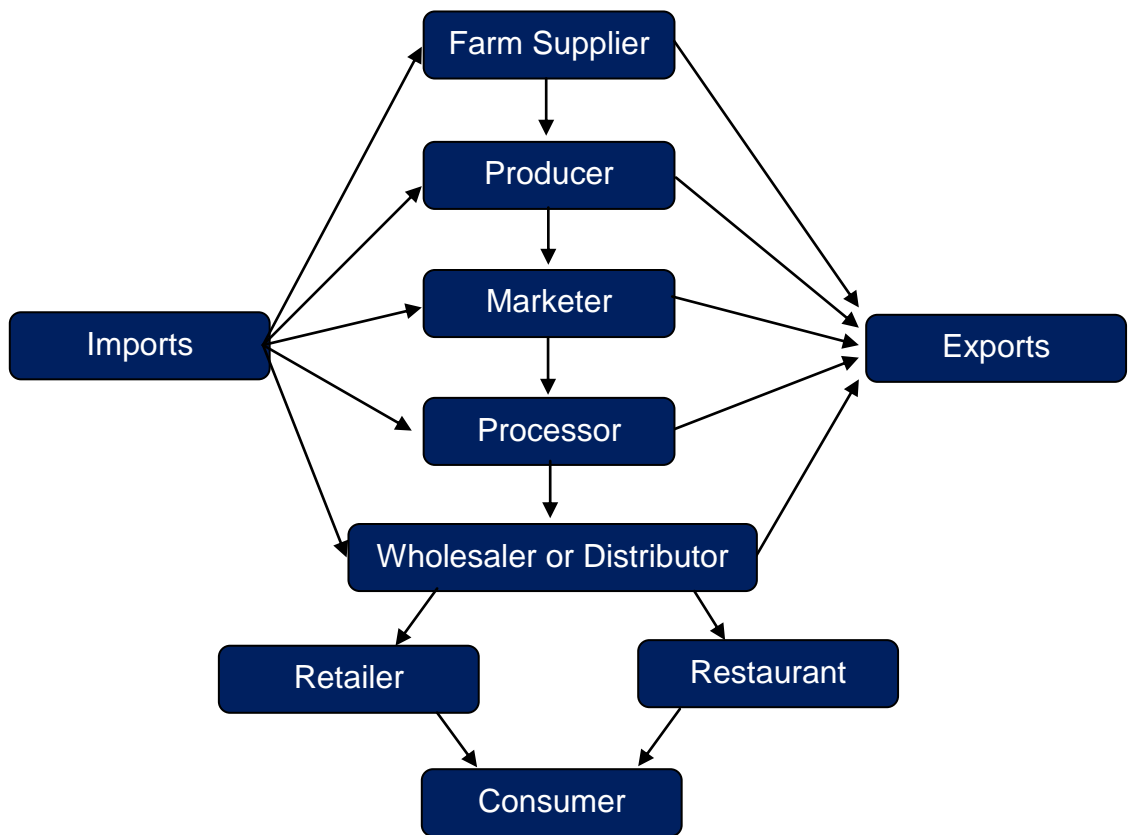 Farm Supplier
Producer
Marketer
Imports
Exports
Processor
Wholesaler or Distributor
Retailer
Restaurant
Consumer